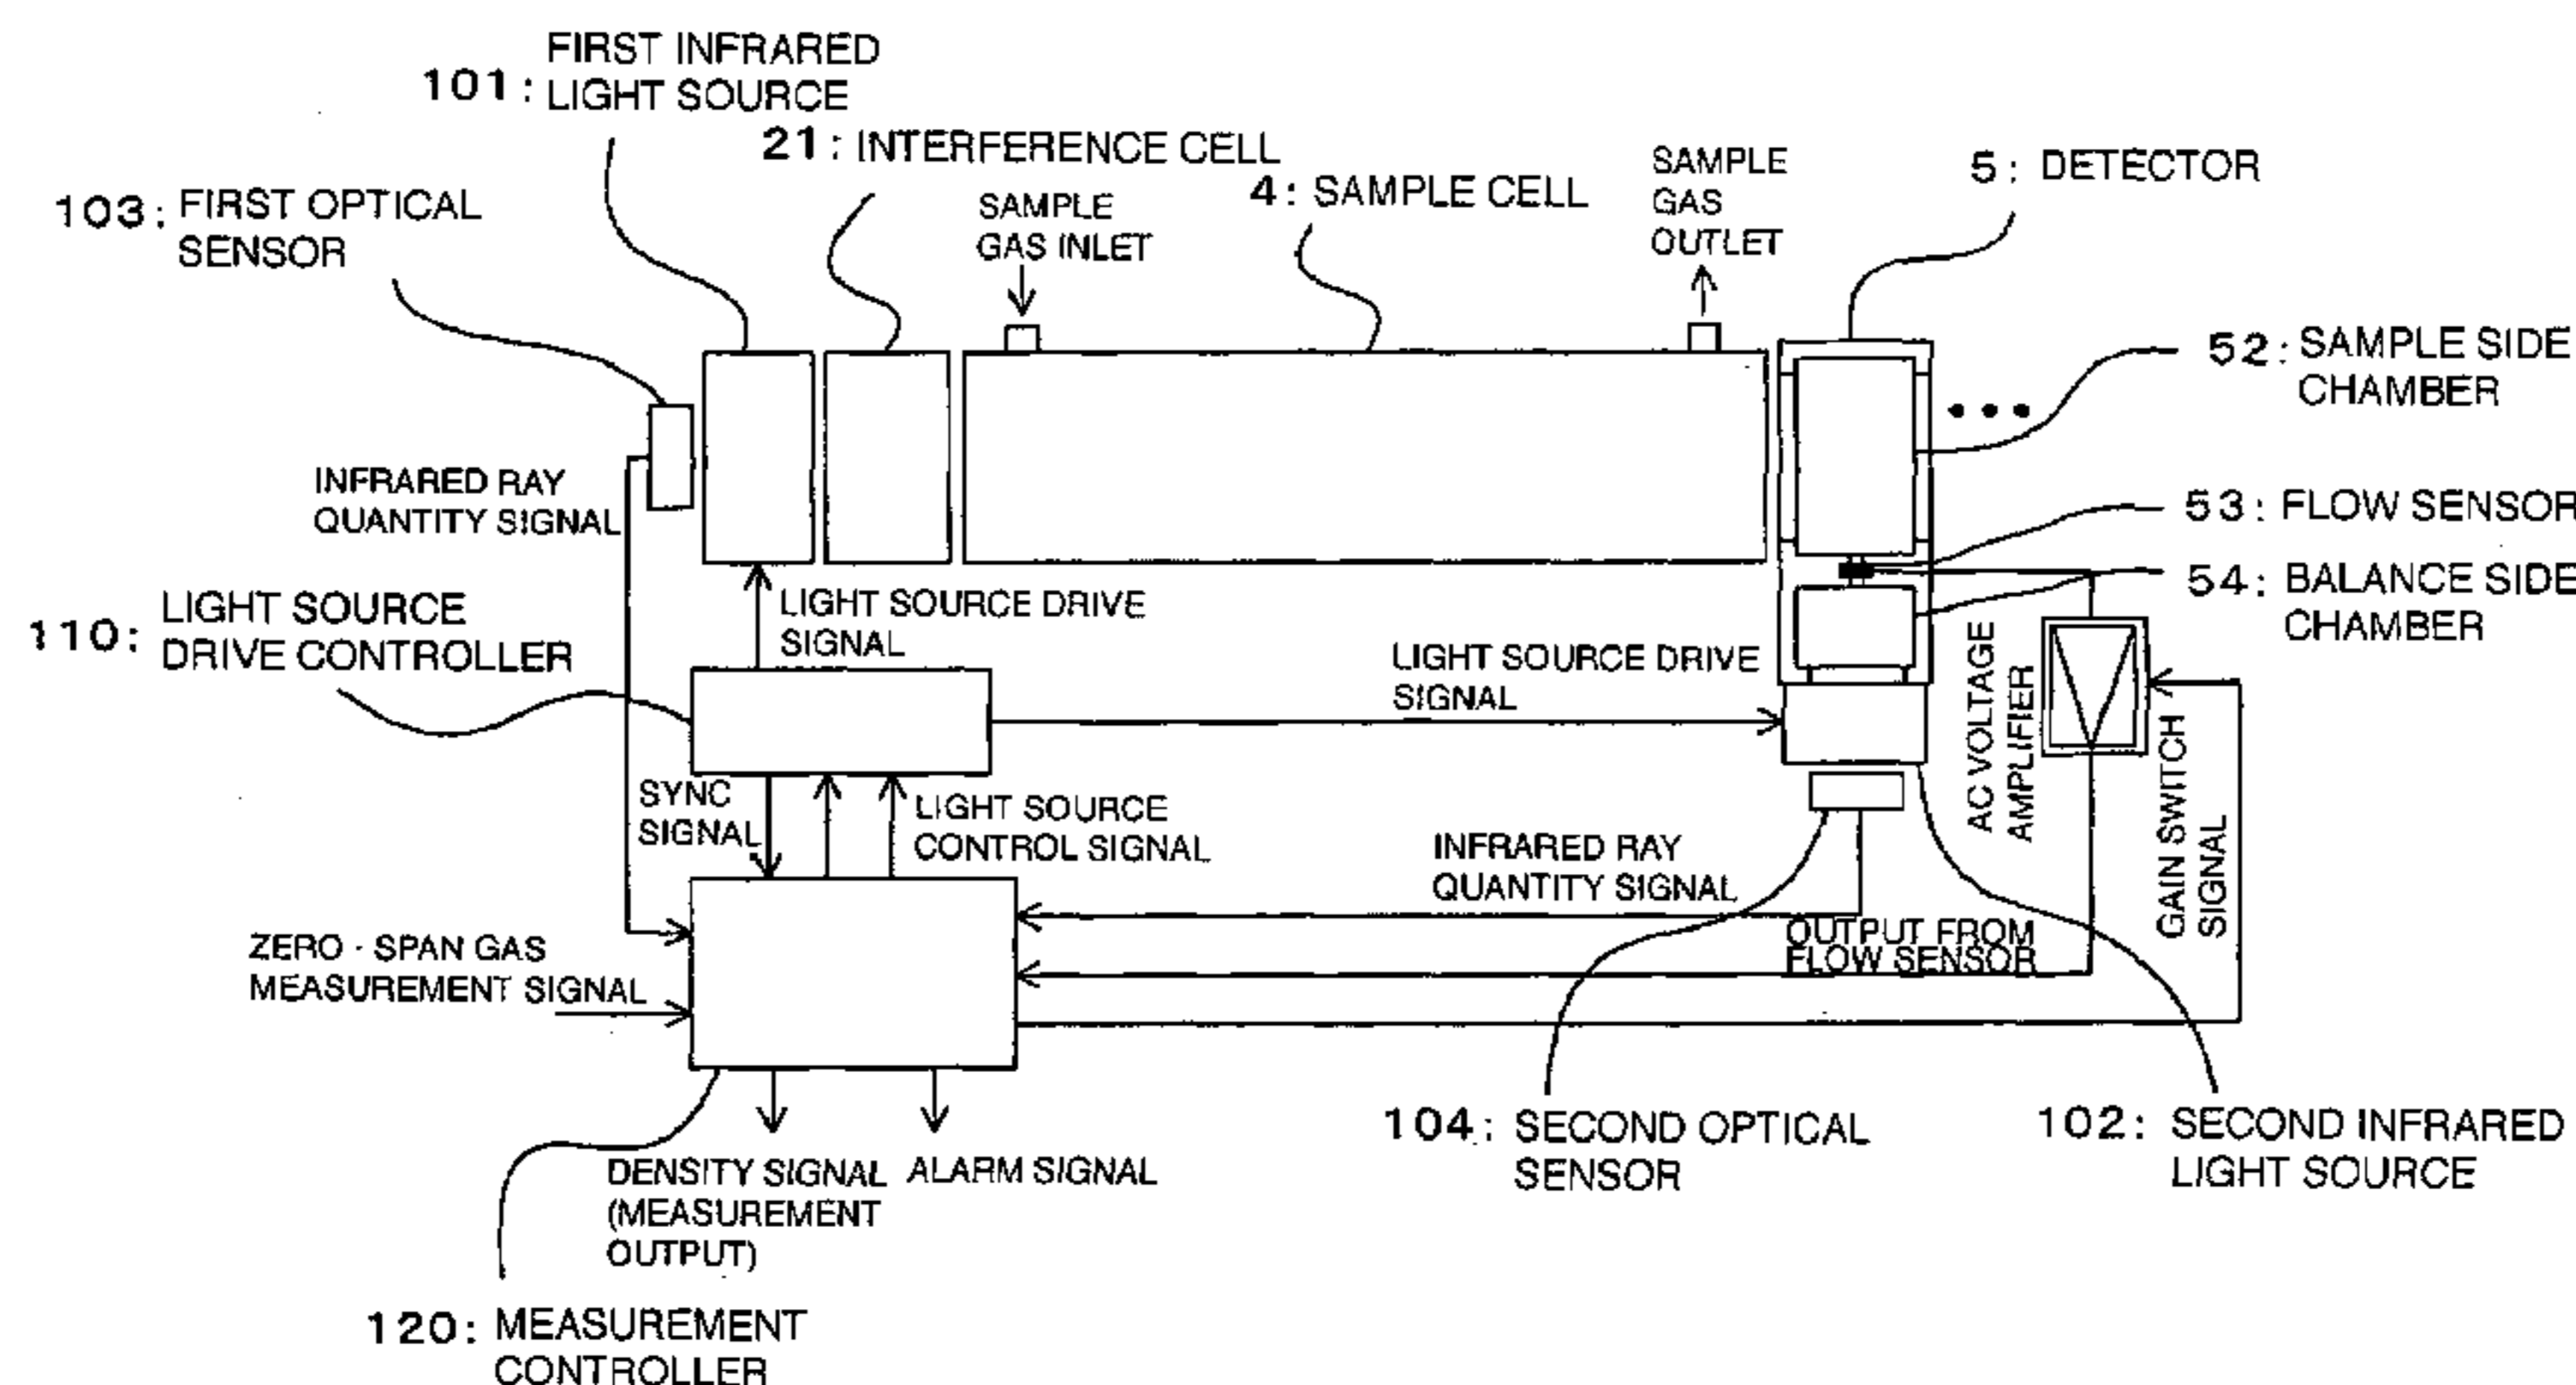 FIRST INFRARED
101: LIGHT SOURCE
21: INTERFERENCE CELL
103: FIRST OPTICAL
SENSOR
SAMPLE
GAS INLET
4: SAMPLE CELL
SAMPLE
GAS
OUTLET
5: DETECTOR
52: SAMPLE SIDE
CHAMBER
53: FLOW SENSOR
54: BALANCE SIDE
CHAMBER
INFRARED RAY
QUANTITY SIGNAL
110: LIGHT SOURCE
DRIVE CONTROLLER
LIGHT SOURCE DRIVE
SIGNAL
LIGHT SOURCE DRIVE
SIGNAL
AC VOLTAGE
AMPLIFIER
GAIN SWITCH
SIGNAL
SYNC
SIGNAL
LIGHT SOURCE
CONTROL SIGNAL
INFRARED RAY
QUANTITY SIGNAL
OUTPUT FROM
FLOW SENSOR
ZERO - SPAN GAS
MEASUREMENT SIGNAL
DENSITY SIGNAL
(MEASUREMENT
OUTPUT)
ALARM SIGNAL
104: SECOND OPTICAL
SENSOR
102: SECOND INFRARED
LIGHT SOURCE
120: MEASUREMENT
CONTROLLER